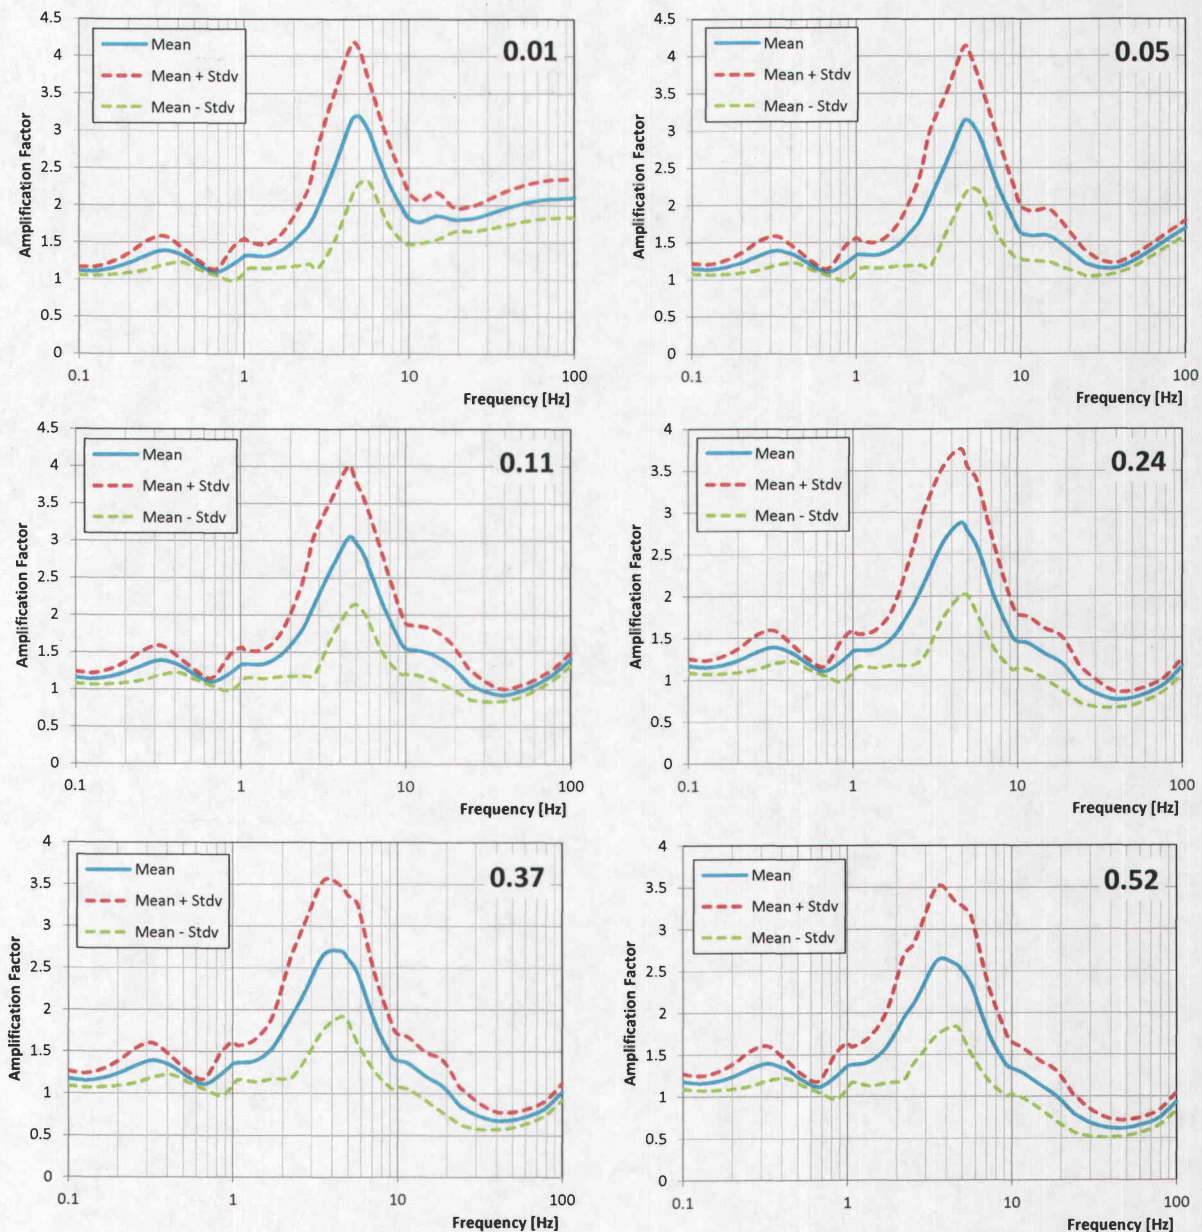 4.5
4
3.5
3
2.5
2
1.5
1
0.5
0
Amplification Factor
Mean
Mean + Stdv
Mean - Stdv
0.01
0.1 1 10 100
Frequency [Hz]
4.5
4
3.5
3
2.5
2
1.5
1
0.5
0
Amplification Factor
Mean
Mean + Stdv
Mean - Stdv
0.05
0.1 1 10 100
Frequency [Hz]
4.5
4
3.5
3
2.5
2
1.5
1
0.5
0
Amplification Factor
Mean
Mean + Stdv
Mean - Stdv
0.11
0.1 1 10 100
Frequency [Hz]
4
3.5
3
2.5
2
1.5
1
0.5
0
Amplification Factor
Mean
Mean + Stdv
Mean - Stdv
0.24
0.1 1 10 100
Frequency [Hz]
4
3.5
3
2.5
2
1.5
1
0.5
0
Amplification Factor
Mean
Mean + Stdv
Mean - Stdv
0.37
0.1 1 10 100
Frequency [Hz]
4
3.5
3
2.5
2
1.5
1
0.5
0
Amplification Factor
Mean
Mean + Stdv
Mean - Stdv
0.52
0.1 1 10 100
Frequency [Hz]